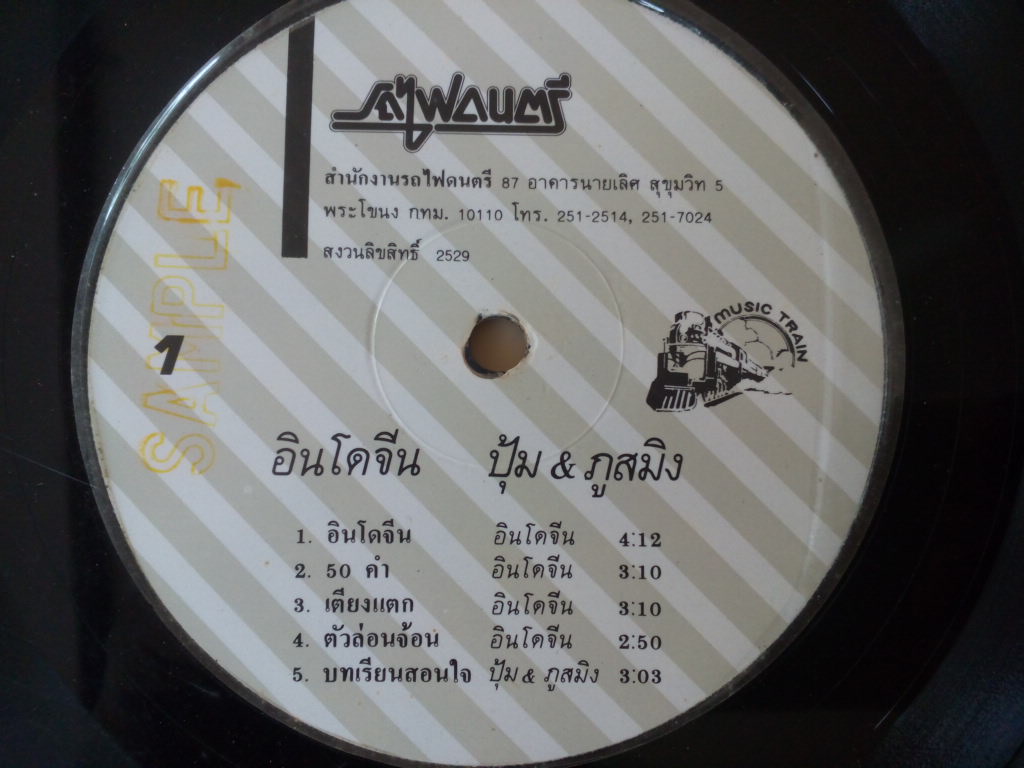 รถไฟดนตรี
สำนักงานรถไฟดนตรี 87 อาคารนายเลิศ สุขุมวิท 5
พระโขนง กทม. 10110 โทร. 251-2514, 251-7024
สงวนลิขสิทธิ์ 2529
SAMPLE
1
MUSIC TRAIN
อินโดจีน ปุ้ม & ภูสมิง
1. อินโดจีน อินโดจีน 4:12
2. 50 คำ อินโดจีน 3:10
3. เตียงแตก อินโดจีน 3:10
4. ตัวล่อนจ้อน อินโดจีน 2:50
5. บทเรียนสอนใจ ปุ้ม & ภูสมิง 3:03